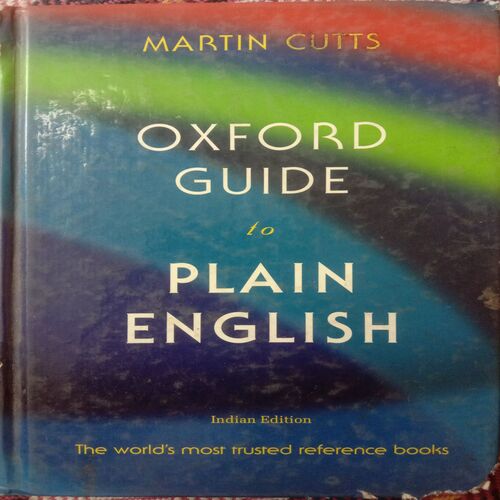 MARTIN CUTTS
OXFORD
GUIDE
to
PLAIN
ENGLISH
Indian Edition
The world's most trusted reference books